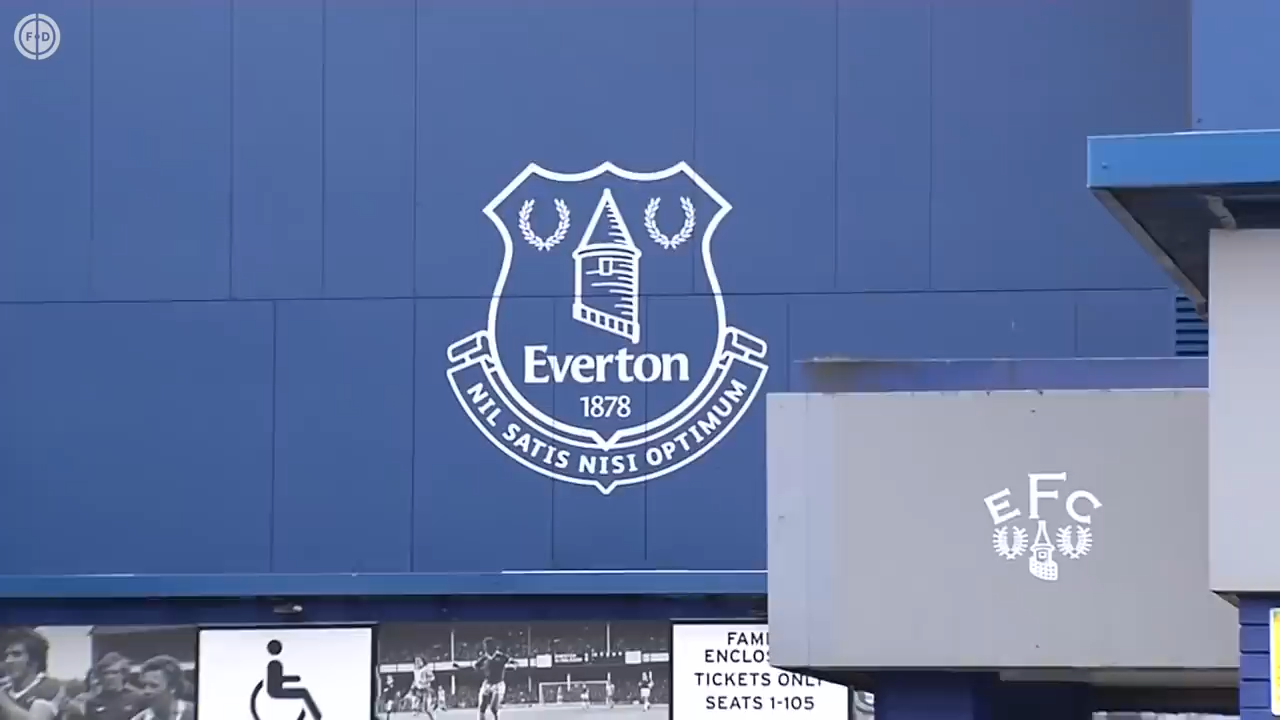 F D
Everton
1878
NIL SATIS NISI OPTIMUM
EFC
TICKETS ONLY
SEATS 1-105